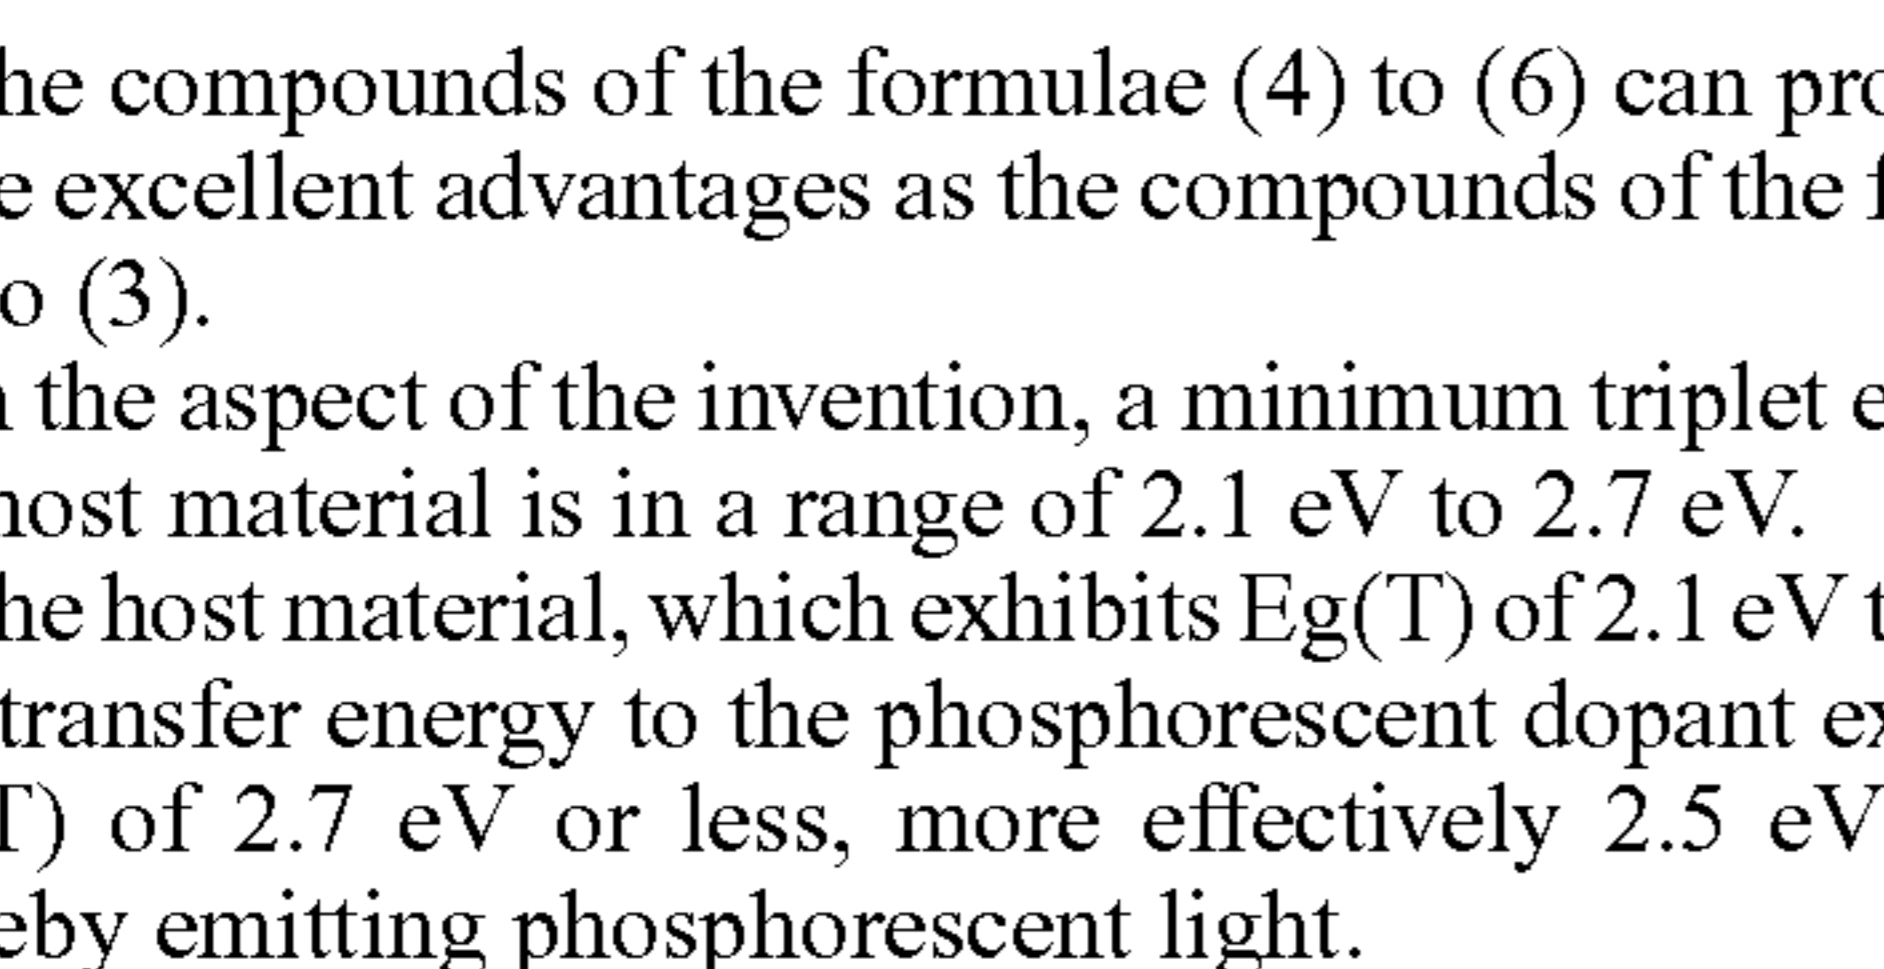 he compounds of the formulae (4) to (6) can pro
e excellent advantages as the compounds of the f
o (3).
the aspect of the invention, a minimum triplet e
host material is in a range of 2.1 eV to 2.7 eV.
he host material, which exhibits Eg(T) of 2.1 eV t
transfer energy to the phosphorescent dopant ex
T) of 2.7 eV or less, more effectively 2.5 eV
eby emitting phosphorescent light.